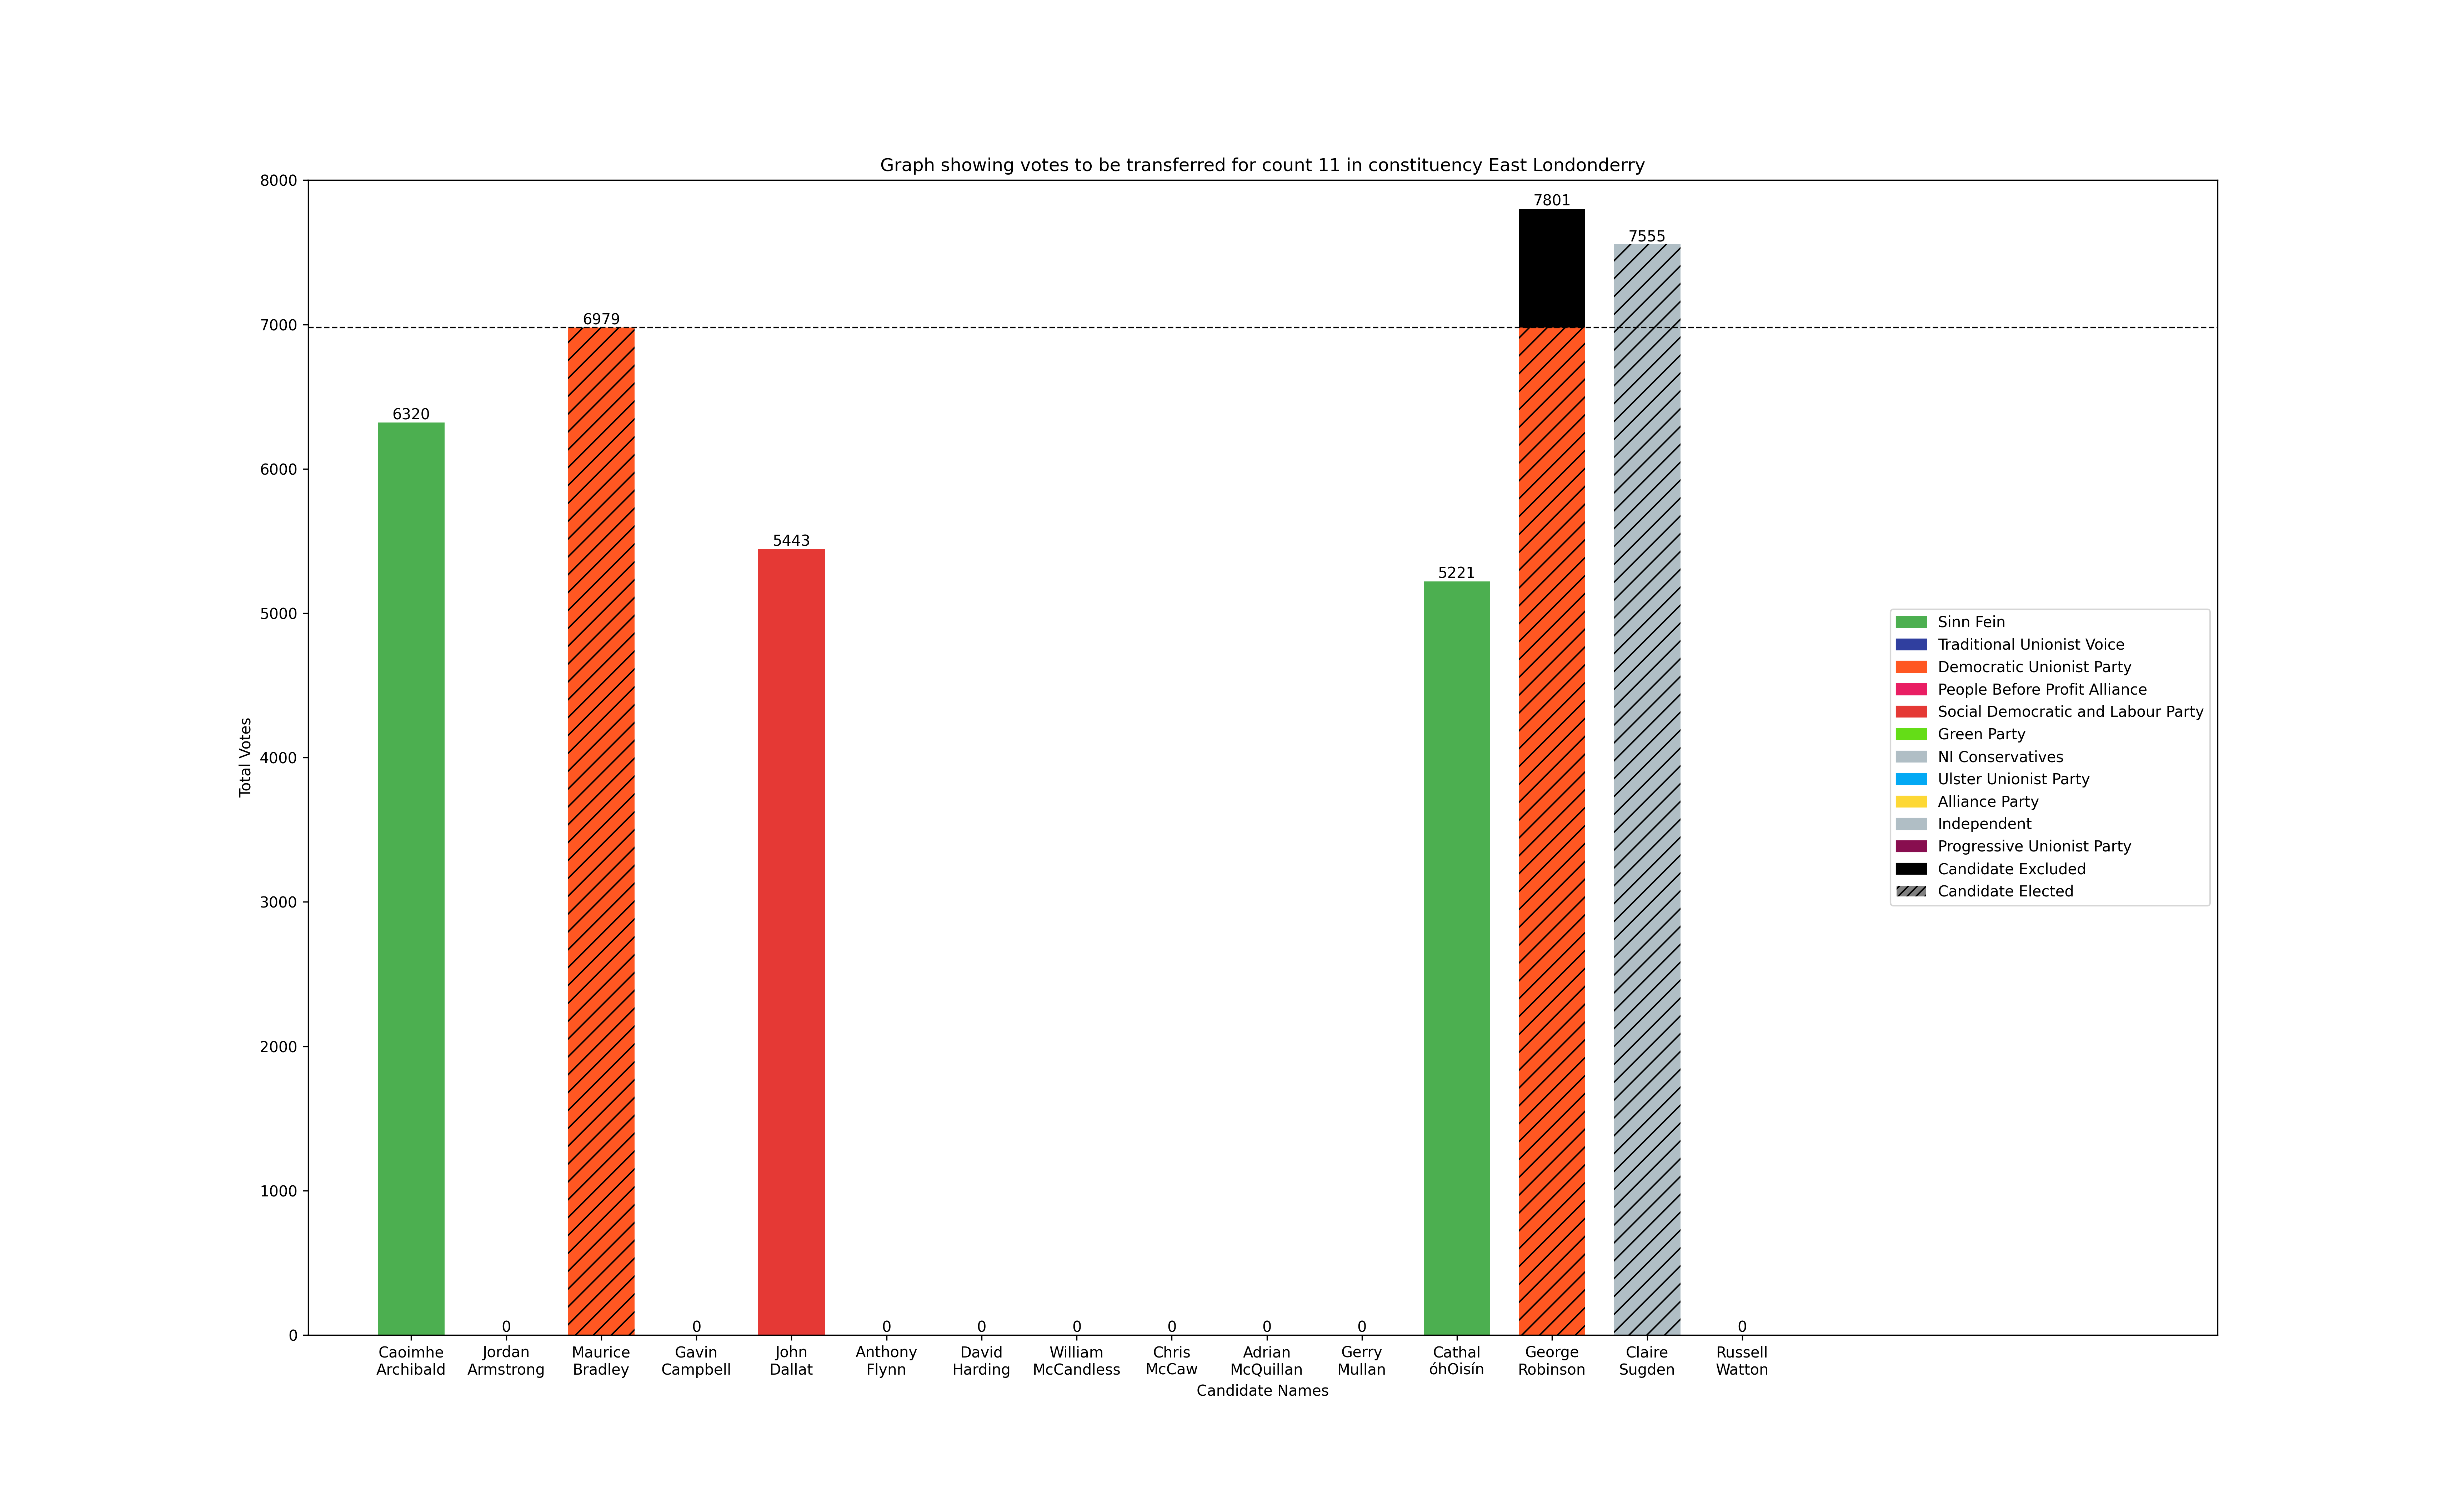 Graph showing votes to be transferred for count 11 in constituency East Londonderry
8000
7000
6000
5000
4000
3000
2000
1000
0
Total Votes
6320
0
6979
0
5443
0
0
0
0
0
0
5221
7801
7555
0
Caoimhe
Archibald
Jordan
Armstrong
Maurice
Bradley
Gavin
Campbell
John
Dallat
Anthony
Flynn
David
Harding
William
McCandless
Chris
McCaw
Adrian
McQuillan
Gerry
Mullan
Cathal
óhOisín
George
Robinson
Claire
Sugden
Russell
Watton
Candidate Names
Sinn Fein
Traditional Unionist Voice
Democratic Unionist Party
People Before Profit Alliance
Social Democratic and Labour Party
Green Party
NI Conservatives
Ulster Unionist Party
Alliance Party
Independent
Progressive Unionist Party
Candidate Excluded
Candidate Elected